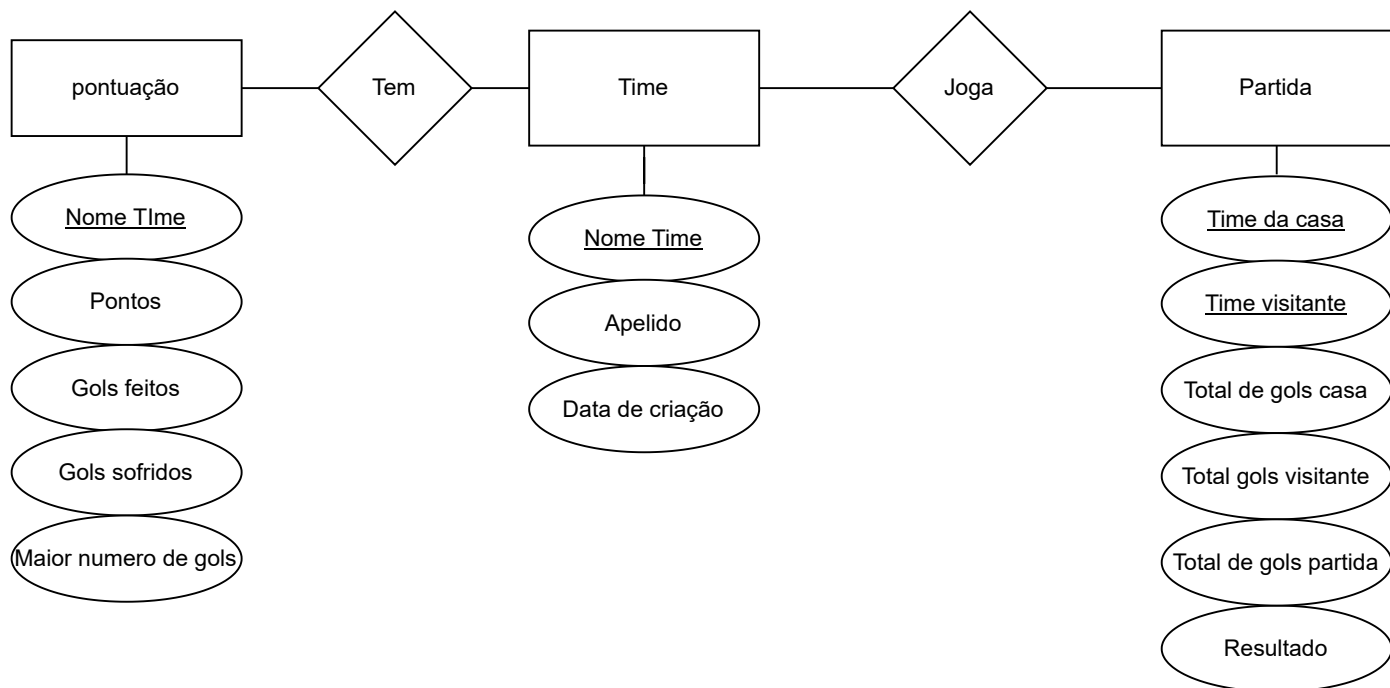 pontuação
Tem
Time
Joga
Partida
Nome TIme
Pontos
Gols feitos
Gols sofridos
Maior numero de gols
Nome Time
Apelido
Data de criação
Time da casa
Time visitante
Total de gols casa
Total gols visitante
Total de gols partida
Resultado